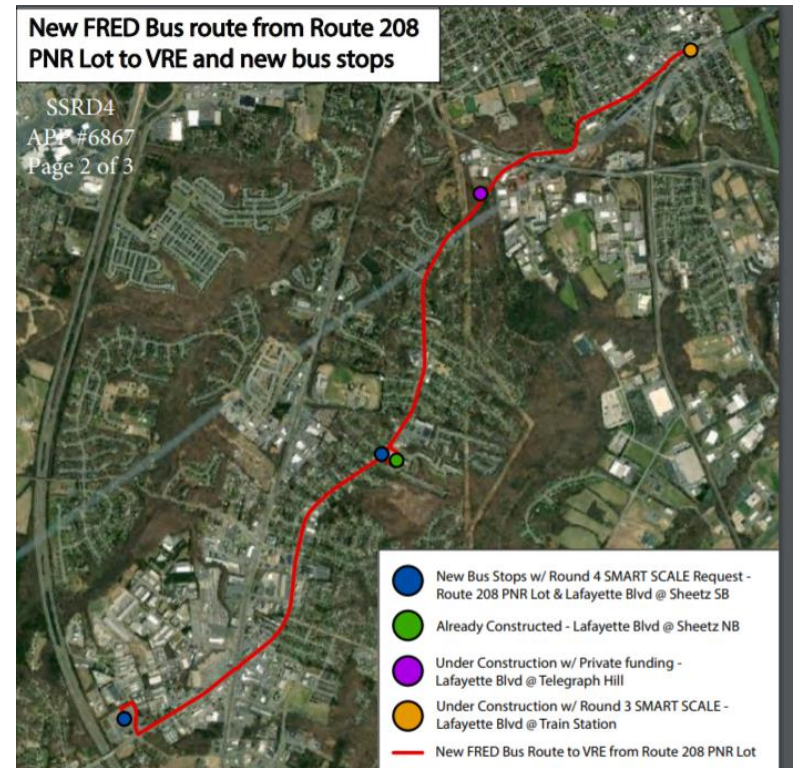 New FRED Bus route from Route 208
PNR Lot to VRE and new bus stops
SSRD4
APP #6867
Page 2 of 3
New Bus Stops w/ Round 4 SMART SCALE Request -
Route 208 PNR Lot & Lafayette Blvd @ Sheetz SB
Already Constructed - Lafayette Blvd @ Sheetz NB
Under Construction w/ Private funding -
Lafayette Blvd @ Telegraph Hill
Under Construction w/ Round 3 SMART SCALE -
Lafayette Blvd @ Train Station
New FRED Bus Route to VRE from Route 208 PNR Lot